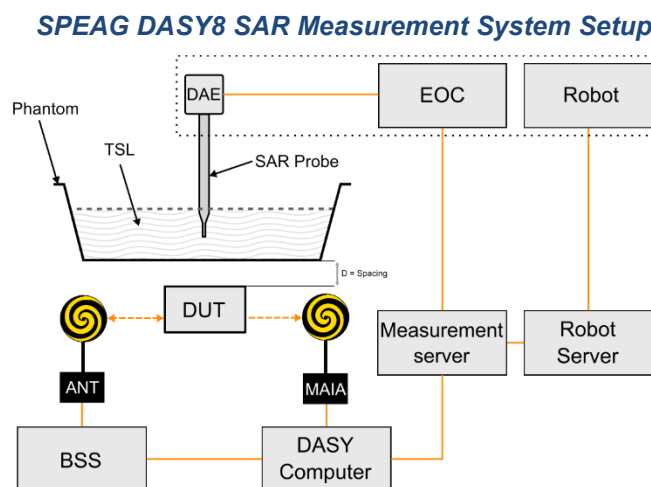 SPEAG DASY8 SAR Measurement System Setup
DAE
EOC
Robot
Phantom
TSL
SAR Probe
D = Spacing
DUT
Measurement
server
Robot
Server
ANT
MAIA
BSS
DASY
Computer